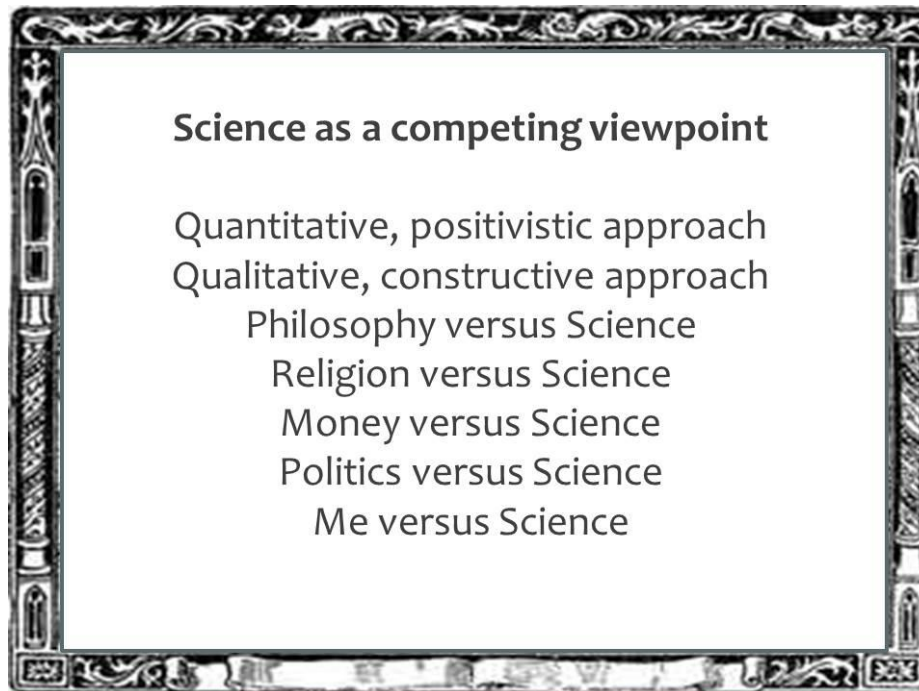 Science as a competing viewpoint
Quantitative, positivistic approach
Qualitative, constructive approach
Philosophy versus Science
Religion versus Science
Money versus Science
Politics versus Science
Me versus Science